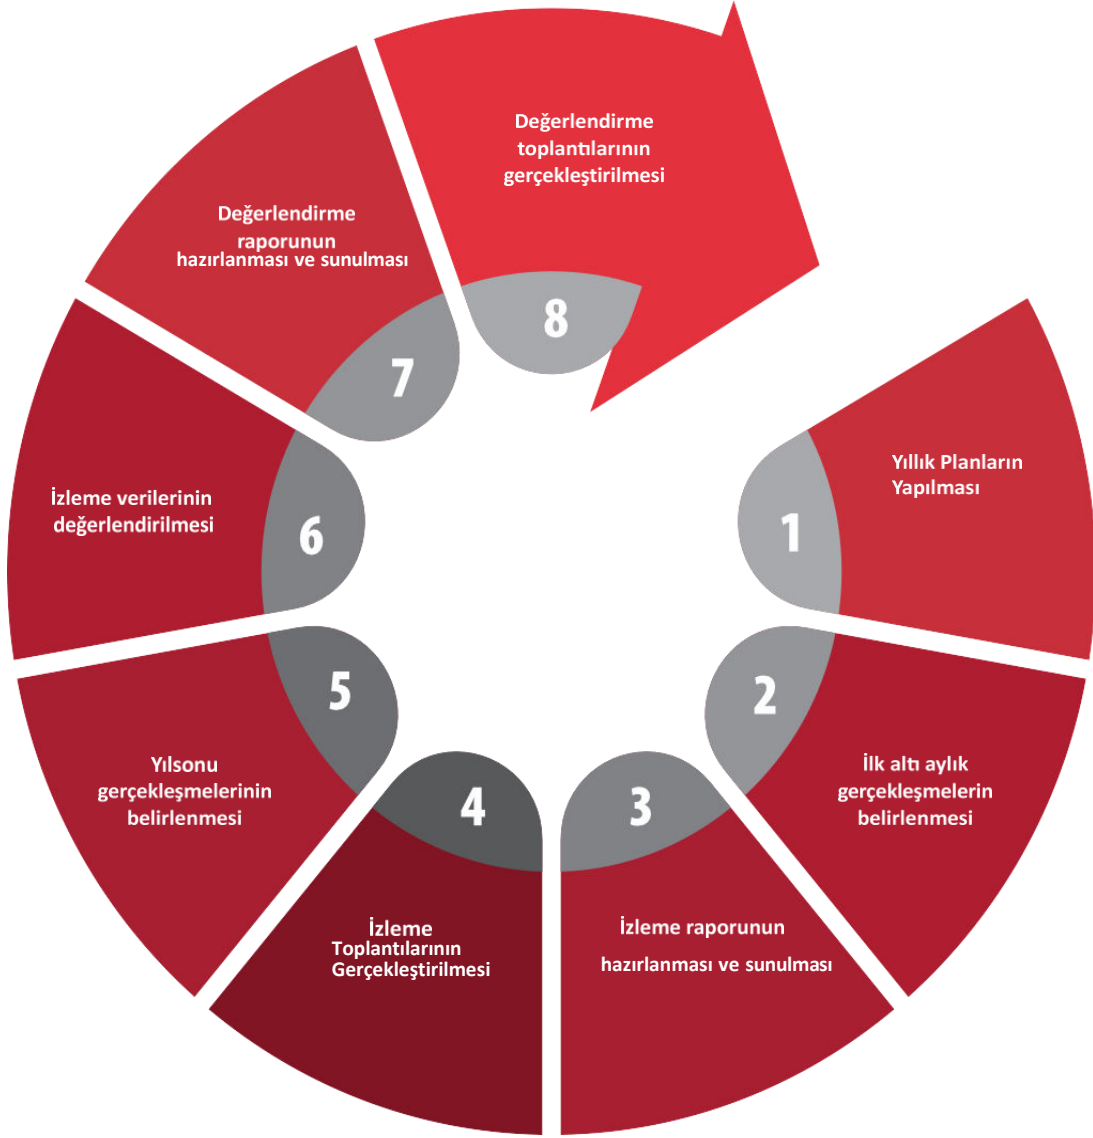 1
Yıllık Planların
Yapılması
2
İlk altı aylık
gerçekleşmelerin
belirlenmesi
3
İzleme raporunun
hazırlanması ve sunulması
4
İzleme
Toplantılarının
Gerçekleştirilmesi
5
Yılsonu
gerçekleşmelerinin
belirlenmesi
6
İzleme verilerinin
değerlendirilmesi
7
Değerlendirme
raporunun
hazırlanması ve sunulması
8
Değerlendirme
toplantılarının
gerçekleştirilmesi